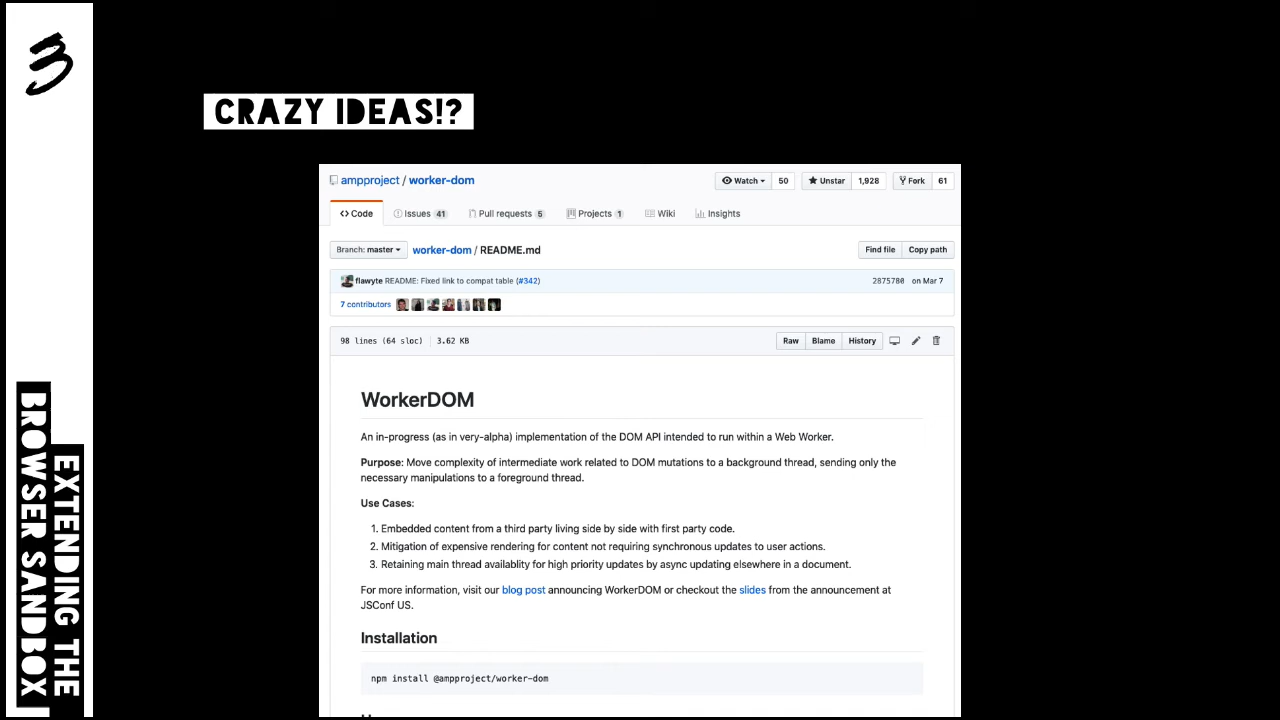 3
CRAZY IDEAS!?
ampproject / worker-dom
Watch 50 Unstar 1,928 Fork 61
Code Issues 41 Pull requests 5 Projects 1 Wiki Insights
Branch: master worker-dom / README.md Find file Copy path
flawyte README: Fixed link to compat table (#342) 2875780 on Mar 7
7 contributors
98 lines (64 sloc) 3.62 KB Raw Blame History
WorkerDOM
An in-progress (as in very-alpha) implementation of the DOM API intended to run within a Web Worker.
Purpose: Move complexity of intermediate work related to DOM mutations to a background thread, sending only the
necessary manipulations to a foreground thread.
Use Cases:
1. Embedded content from a third party living side by side with first party code.
2. Mitigation of expensive rendering for content not requiring synchronous updates to user actions.
3. Retaining main thread availablity for high priority updates by async updating elsewhere in a document.
For more information, visit our blog post announcing WorkerDOM or checkout the slides from the announcement at
JSConf US.
Installation
npm install @ampproject/worker-dom
EXTENDING THE
BROWSER SANDBOX